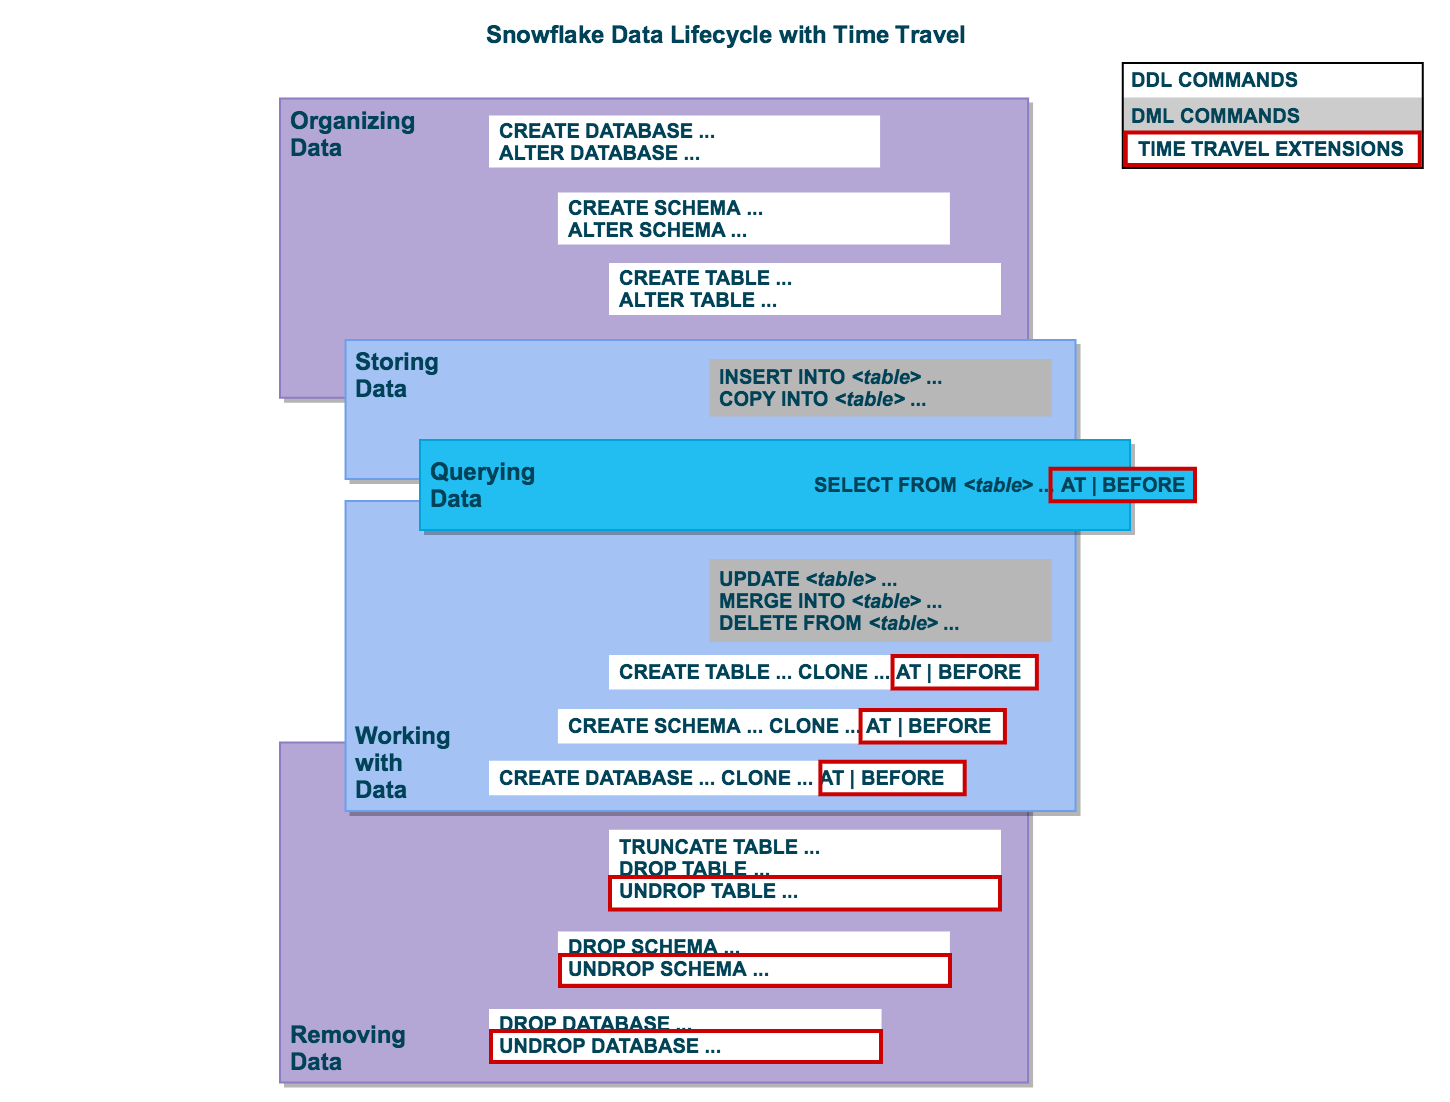 Snowflake Data Lifecycle with Time Travel
DDL COMMANDS
DML COMMANDS
TIME TRAVEL EXTENSIONS
Organizing
Data
CREATE DATABASE ...
ALTER DATABASE ...
CREATE SCHEMA ...
ALTER SCHEMA ...
CREATE TABLE ...
ALTER TABLE ...
Storing
Data
INSERT INTO <table> ...
COPY INTO <table> ...
Querying
Data
SELECT FROM <table> ... AT | BEFORE
UPDATE <table> ...
MERGE INTO <table> ...
DELETE FROM <table> ...
CREATE TABLE ... CLONE ... AT | BEFORE
CREATE SCHEMA ... CLONE ... AT | BEFORE
CREATE DATABASE ... CLONE ... AT | BEFORE
Working
with
Data
TRUNCATE TABLE ...
DROP TABLE ...
UNDROP TABLE ...
DROP SCHEMA ...
UNDROP SCHEMA ...
DROP DATABASE ...
UNDROP DATABASE ...
Removing
Data